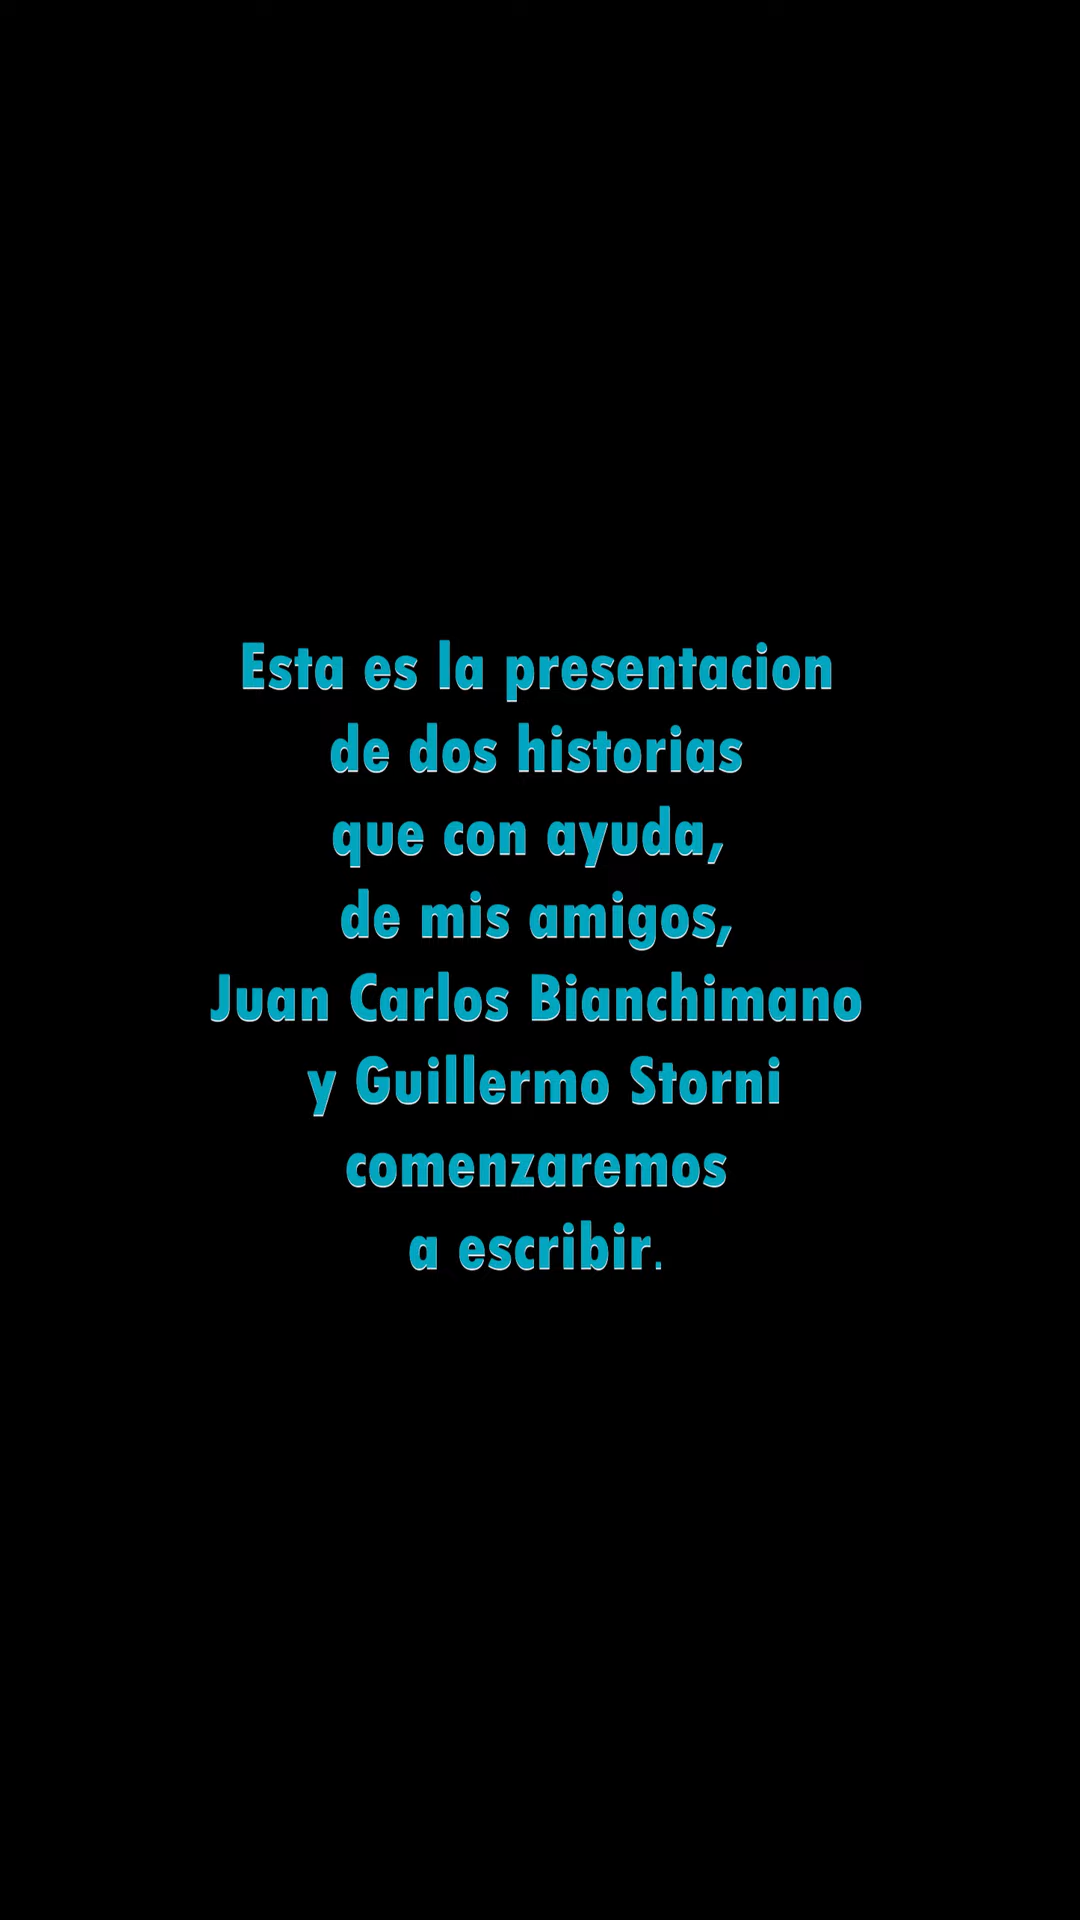 Esta es la presentacion
de dos historias
que con ayuda,
de mis amigos,
Juan Carlos Bianchimano
y Guillermo Storni
comenzaremos
a escribir.